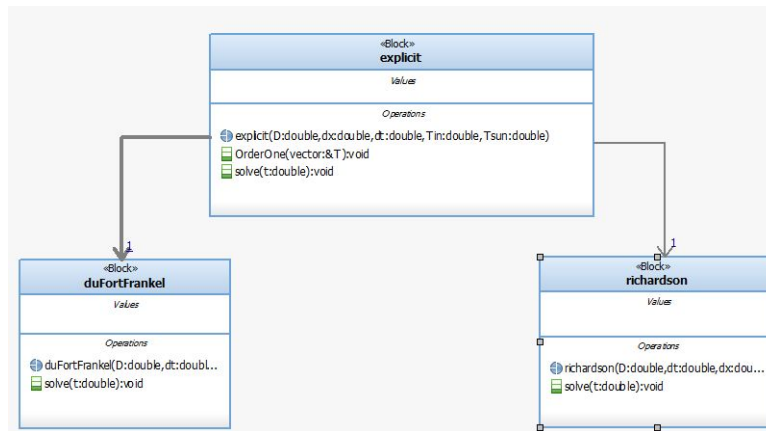 «Block»
explicit
Values
Operations
explicit(D:double,dx:double,dt:double,Tin:double,Tsun:double)
OrderOne(vector:&T):void
solve(t:double):void
1
1
«Block»
duFortFrankel
Values
Operations
duFortFrankel(D:double,dt:doubl...
solve(t:double):void
«Block»
richardson
Values
Operations
richardson(D:double,dt:double,dx:dou...
solve(t:double):void